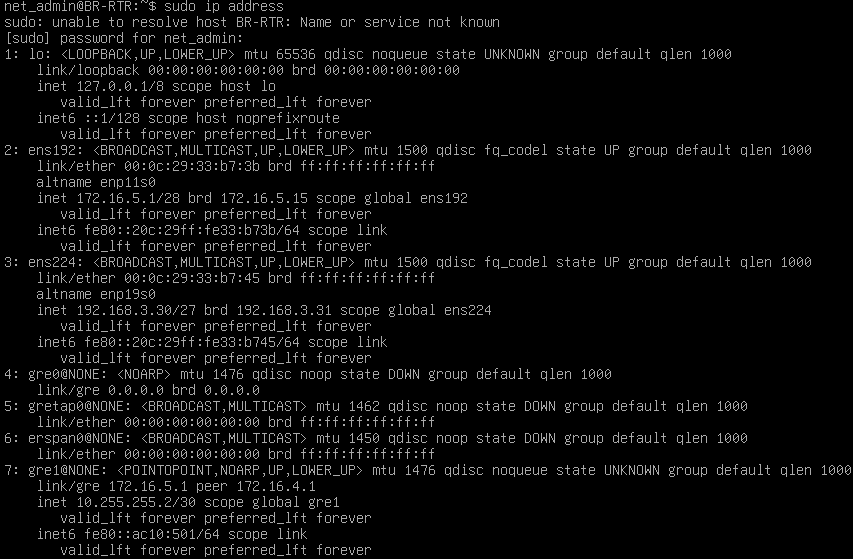 net_admin@BR-RTR:~$ sudo ip address
sudo: unable to resolve host BR-RTR: Name or service not known
[sudo] password for net_admin:
1: lo: <LOOPBACK,UP,LOWER_UP> mtu 65536 qdisc noqueue state UNKNOWN group default qlen 1000
    link/loopback 00:00:00:00:00:00 brd 00:00:00:00:00:00
    inet 127.0.0.1/8 scope host lo
       valid_lft forever preferred_lft forever
    inet6 ::1/128 scope host noprefixroute
       valid_lft forever preferred_lft forever
2: ens192: <BROADCAST,MULTICAST,UP,LOWER_UP> mtu 1500 qdisc fq_codel state UP group default qlen 1000
    link/ether 00:0c:29:33:b7:3b brd ff:ff:ff:ff:ff:ff
    altname enp11s0
    inet 172.16.5.1/28 brd 172.16.5.15 scope global ens192
       valid_lft forever preferred_lft forever
    inet6 fe80::20c:29ff:fe33:b73b/64 scope link
       valid_lft forever preferred_lft forever
3: ens224: <BROADCAST,MULTICAST,UP,LOWER_UP> mtu 1500 qdisc fq_codel state UP group default qlen 1000
    link/ether 00:0c:29:33:b7:45 brd ff:ff:ff:ff:ff:ff
    altname enp19s0
    inet 192.168.3.30/27 brd 192.168.3.31 scope global ens224
       valid_lft forever preferred_lft forever
    inet6 fe80::20c:29ff:fe33:b745/64 scope link
       valid_lft forever preferred_lft forever
4: gre0@NONE: <NOARP> mtu 1476 qdisc noop state DOWN group default qlen 1000
    link/gre 0.0.0.0 brd 0.0.0.0
5: gretap0@NONE: <BROADCAST,MULTICAST> mtu 1462 qdisc noop state DOWN group default qlen 1000
    link/ether 00:00:00:00:00:00 brd ff:ff:ff:ff:ff:ff
6: erspan0@NONE: <BROADCAST,MULTICAST> mtu 1450 qdisc noop state DOWN group default qlen 1000
    link/ether 00:00:00:00:00:00 brd ff:ff:ff:ff:ff:ff
7: gre1@NONE: <POINTOPOINT,NOARP,UP,LOWER_UP> mtu 1476 qdisc noqueue state UNKNOWN group default qlen 1000
    link/gre 172.16.5.1 peer 172.16.4.1
    inet 10.255.255.2/30 scope global gre1
       valid_lft forever preferred_lft forever
    inet6 fe80::ac10:501/64 scope link
       valid_lft forever preferred_lft forever